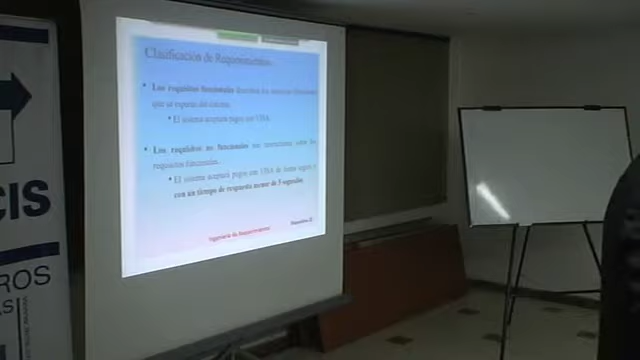 Clasificación de Requerimientos
• Los requisitos funcionales describen los servicios
que se esperan del sistema.
• El sistema aceptará pagos con VISA.
• Los requisitos no funcionales son restricciones sobre los
requisitos funcionales.
• El sistema aceptará pagos con VISA de forma segura y
con un tiempo de respuesta menor de 5 segundos.
Ingeniería de Requerimientos
CIS
ROS
AS